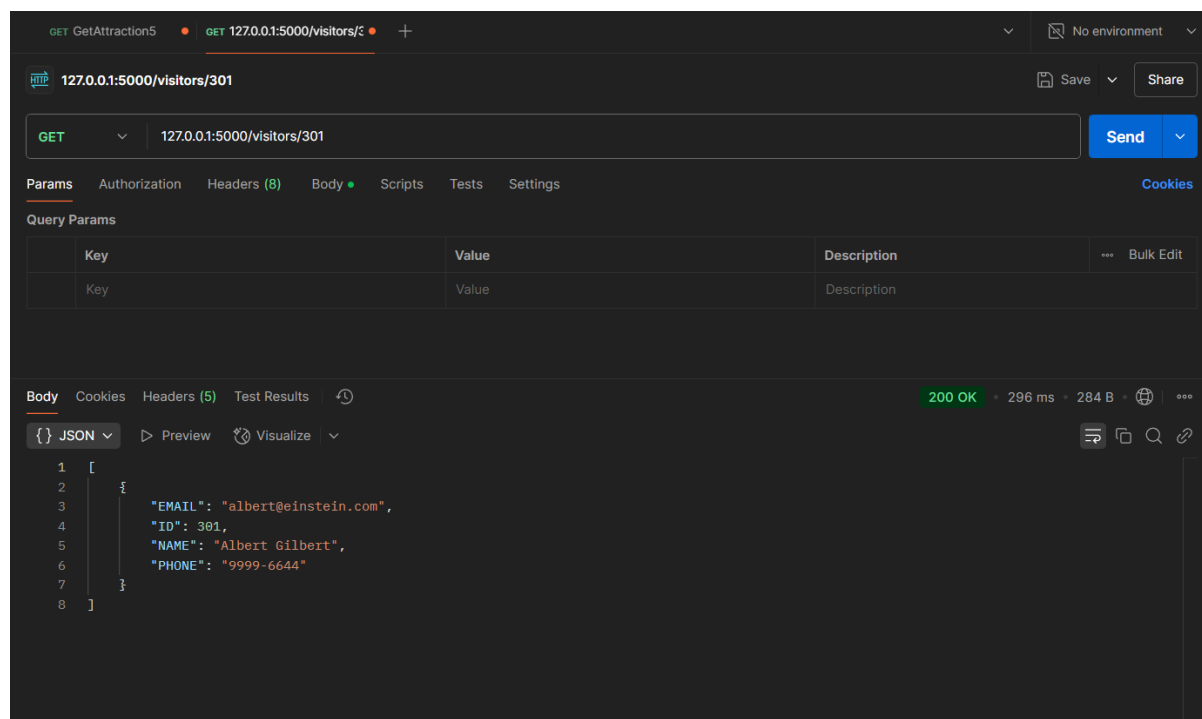 GET GetAttraction5 GET 127.0.0.1:5000/visitors/3 No environment
HTTP 127.0.0.1:5000/visitors/301 Save Share
GET 127.0.0.1:5000/visitors/301 Send
Params Authorization Headers (8) Body Scripts Tests Settings Cookies
Query Params
Key Value Description Bulk Edit
Key Value Description
Body Cookies Headers (5) Test Results 200 OK 296 ms 284 B
{} JSON Preview Visualize
1 [
2 {
3 "EMAIL": "albert@einstein.com",
4 "ID": 301,
5 "NAME": "Albert Gilbert",
6 "PHONE": "9999-6644"
7 }
8 ]